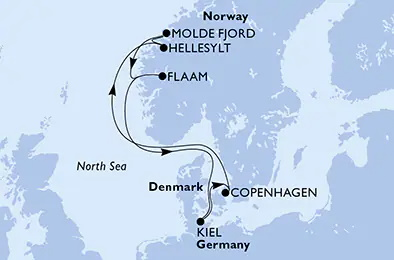 Norway
MOLDE FJORD
HELLESYLT
FLAAM
North Sea
Denmark
COPENHAGEN
KIEL
Germany